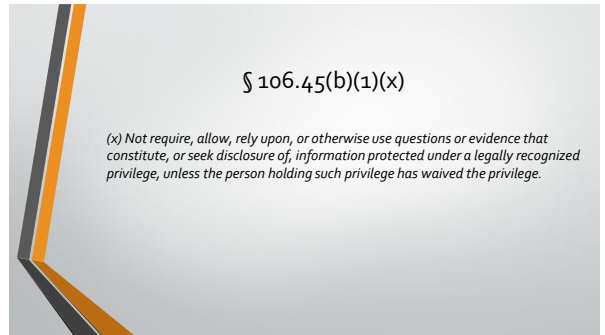 § 106.45(b)(1)(x)
(x) Not require, allow, rely upon, or otherwise use questions or evidence that
constitute, or seek disclosure of, information protected under a legally recognized
privilege, unless the person holding such privilege has waived the privilege.